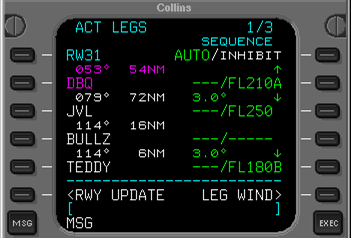 Collins
ACT LEGS 1/3
SEQUENCE
RW31 AUTO/INHIBIT
053° 54NM ↑
DBQ ---/FL210A
079° 72NM 3.0° ↓
JVL ---/FL250
114° 16NM
BULLZ ---/-----
114° 6NM 3.0° ↓
TEDDY ---/FL180B
--------------------
<RWY UPDATE LEG WIND>
[ ]
MSG
MSG EXEC